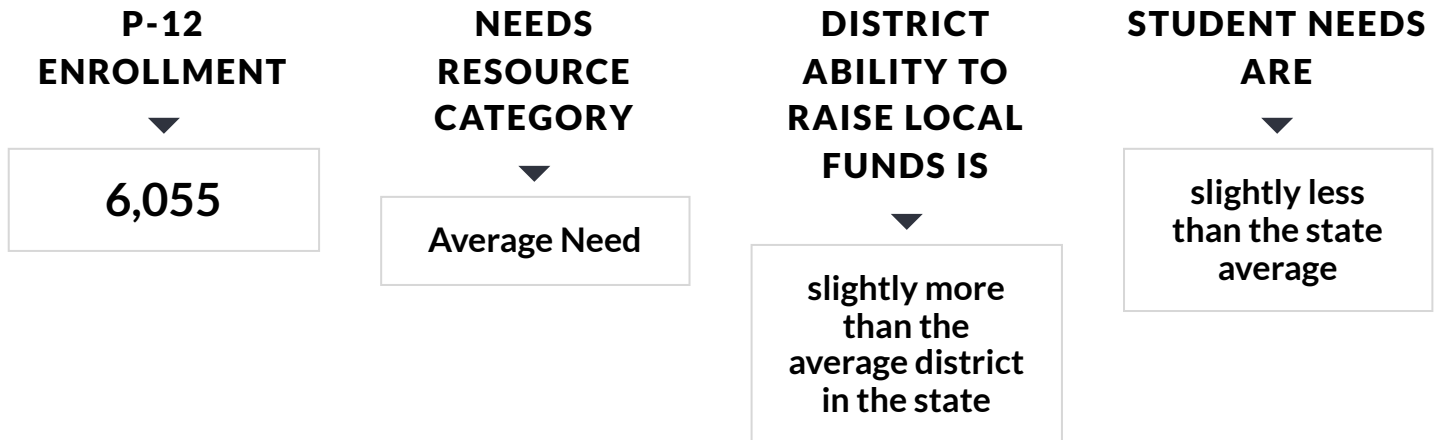 P-12
ENROLLMENT
6,055
NEEDS
RESOURCE
CATEGORY
Average Need
DISTRICT
ABILITY TO
RAISE LOCAL
FUNDS IS
slightly more
than the
average district
in the state
STUDENT NEEDS
ARE
slightly less
than the state
average